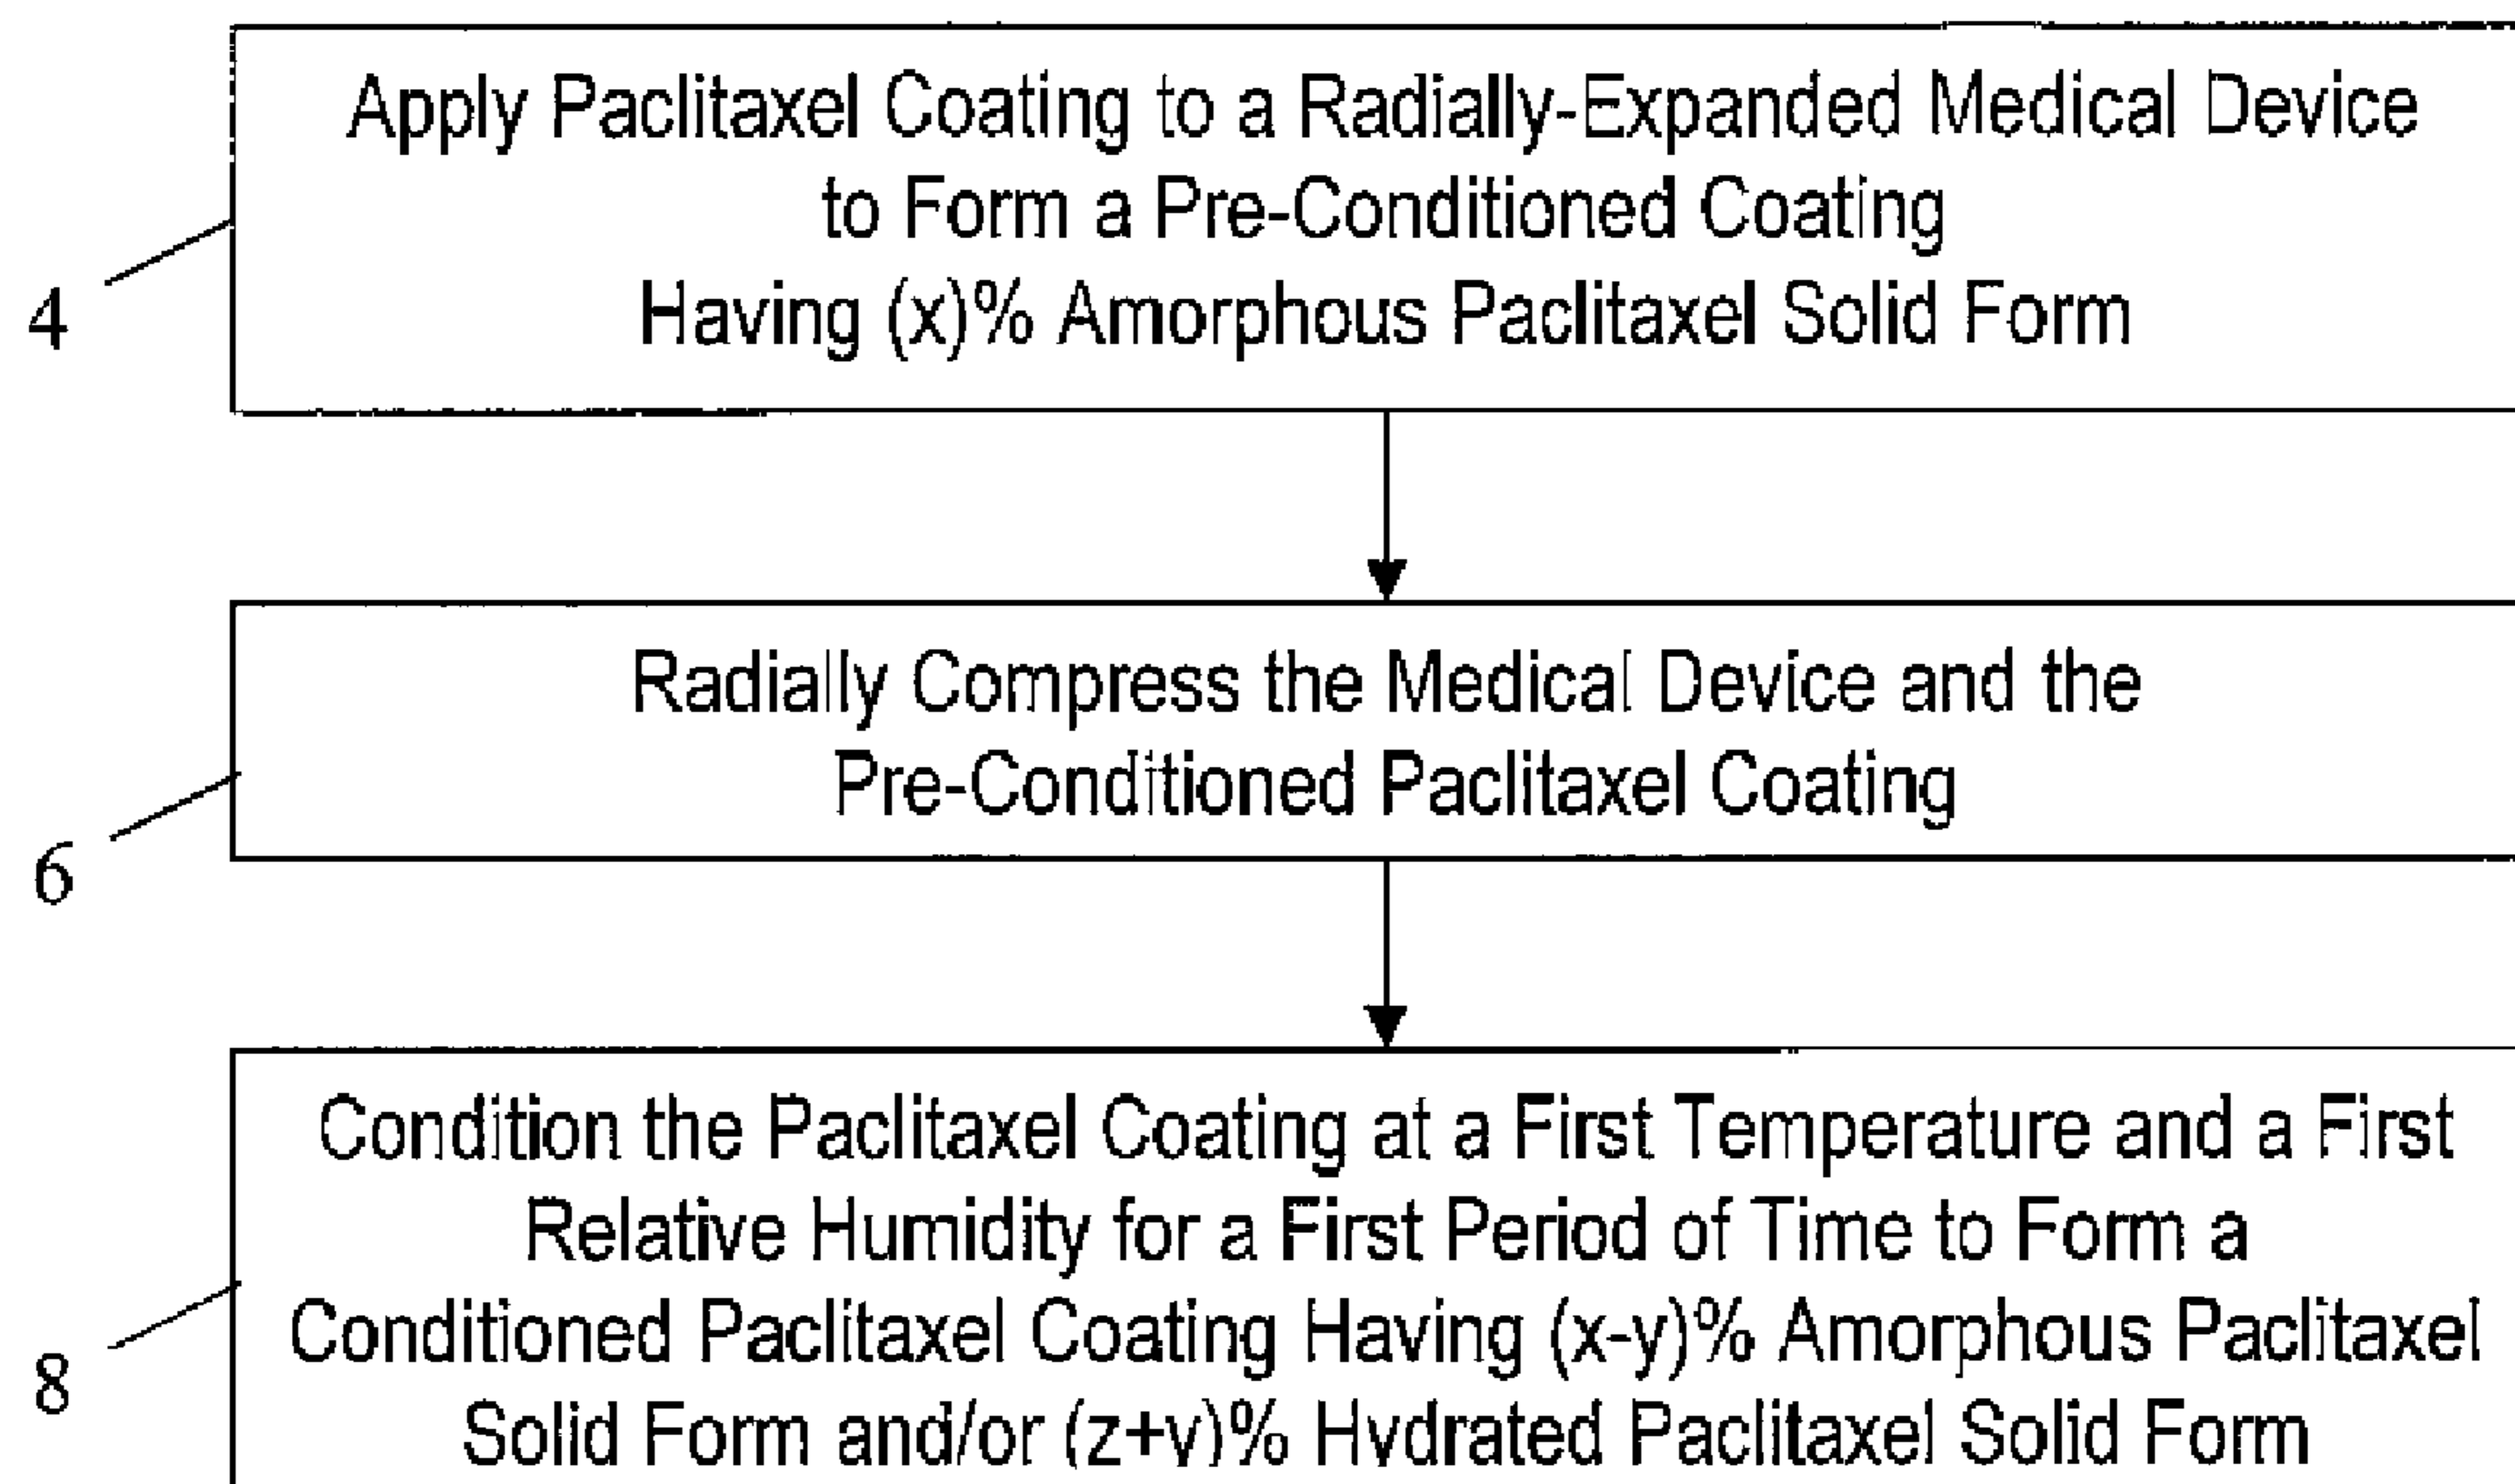 Apply Paclitaxel Coating to a Radially-Expanded Medical Device
to Form a Pre-Conditioned Coating
Having (x)% Amorphous Paclitaxel Solid Form
4
Radially Compress the Medical Device and the
Pre-Conditioned Paclitaxel Coating
6
Condition the Paclitaxel Coating at a First Temperature and a First
Relative Humidity for a First Period of Time to Form a
Conditioned Paclitaxel Coating Having (x-y)% Amorphous Paclitaxel
8
Solid Form and/or (z+y)% Hydrated Paclitaxel Solid Form